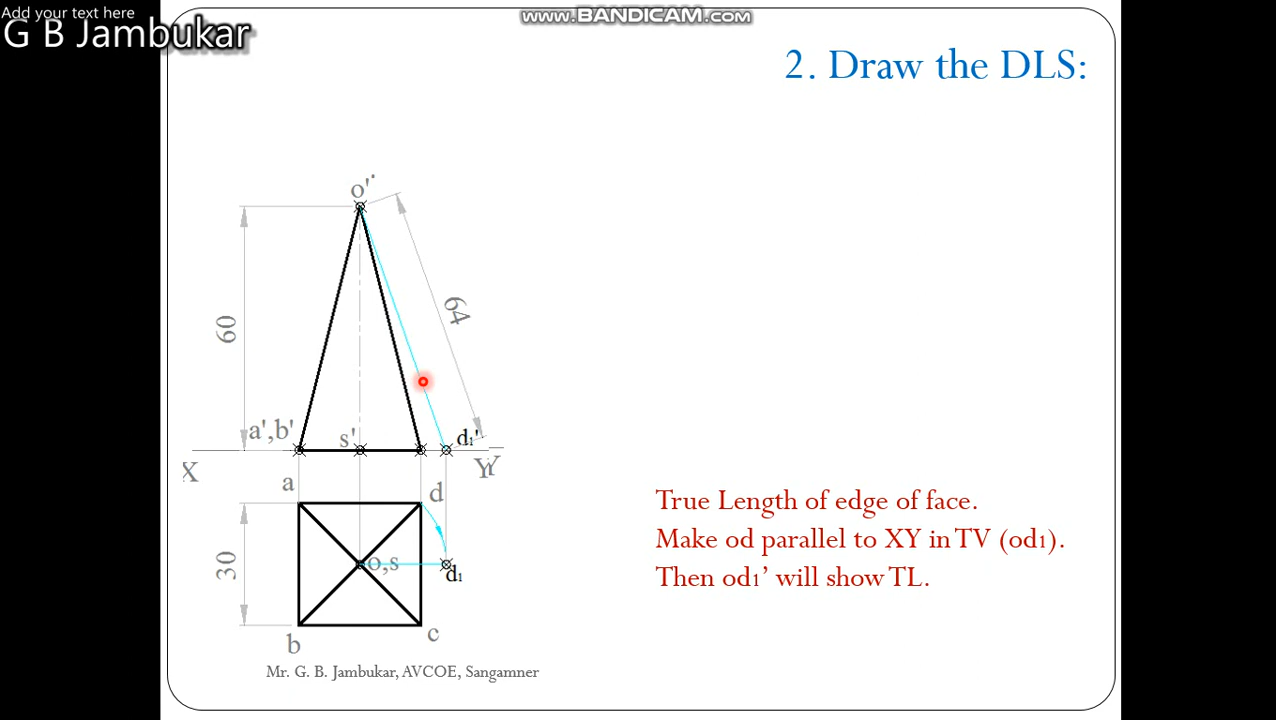 Add your text here
G B Jambukar
www.BANDICAM.com
2. Draw the DLS:
o'
60
64
a',b'
s'
d1'
X
Y
Y
a
d
30
o,s
d1
b
c
True Length of edge of face.
Make od parallel to XY in TV (od1).
Then od1’ will show TL.
Mr. G. B. Jambukar, AVCOE, Sangamner